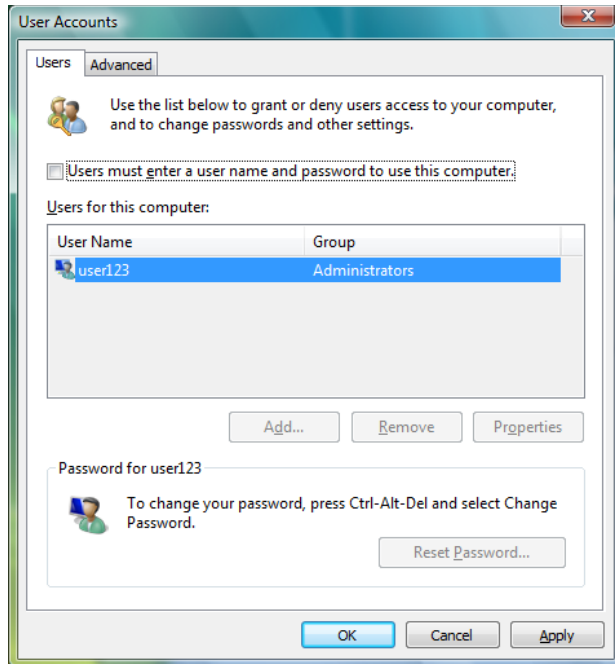 User Accounts
Users Advanced
Use the list below to grant or deny users access to your computer,
and to change passwords and other settings.
Users must enter a user name and password to use this computer.
Users for this computer:
User Name Group
user123 Administrators
Add... Remove Properties
Password for user123
To change your password, press Ctrl-Alt-Del and select Change
Password.
Reset Password...
OK Cancel Apply